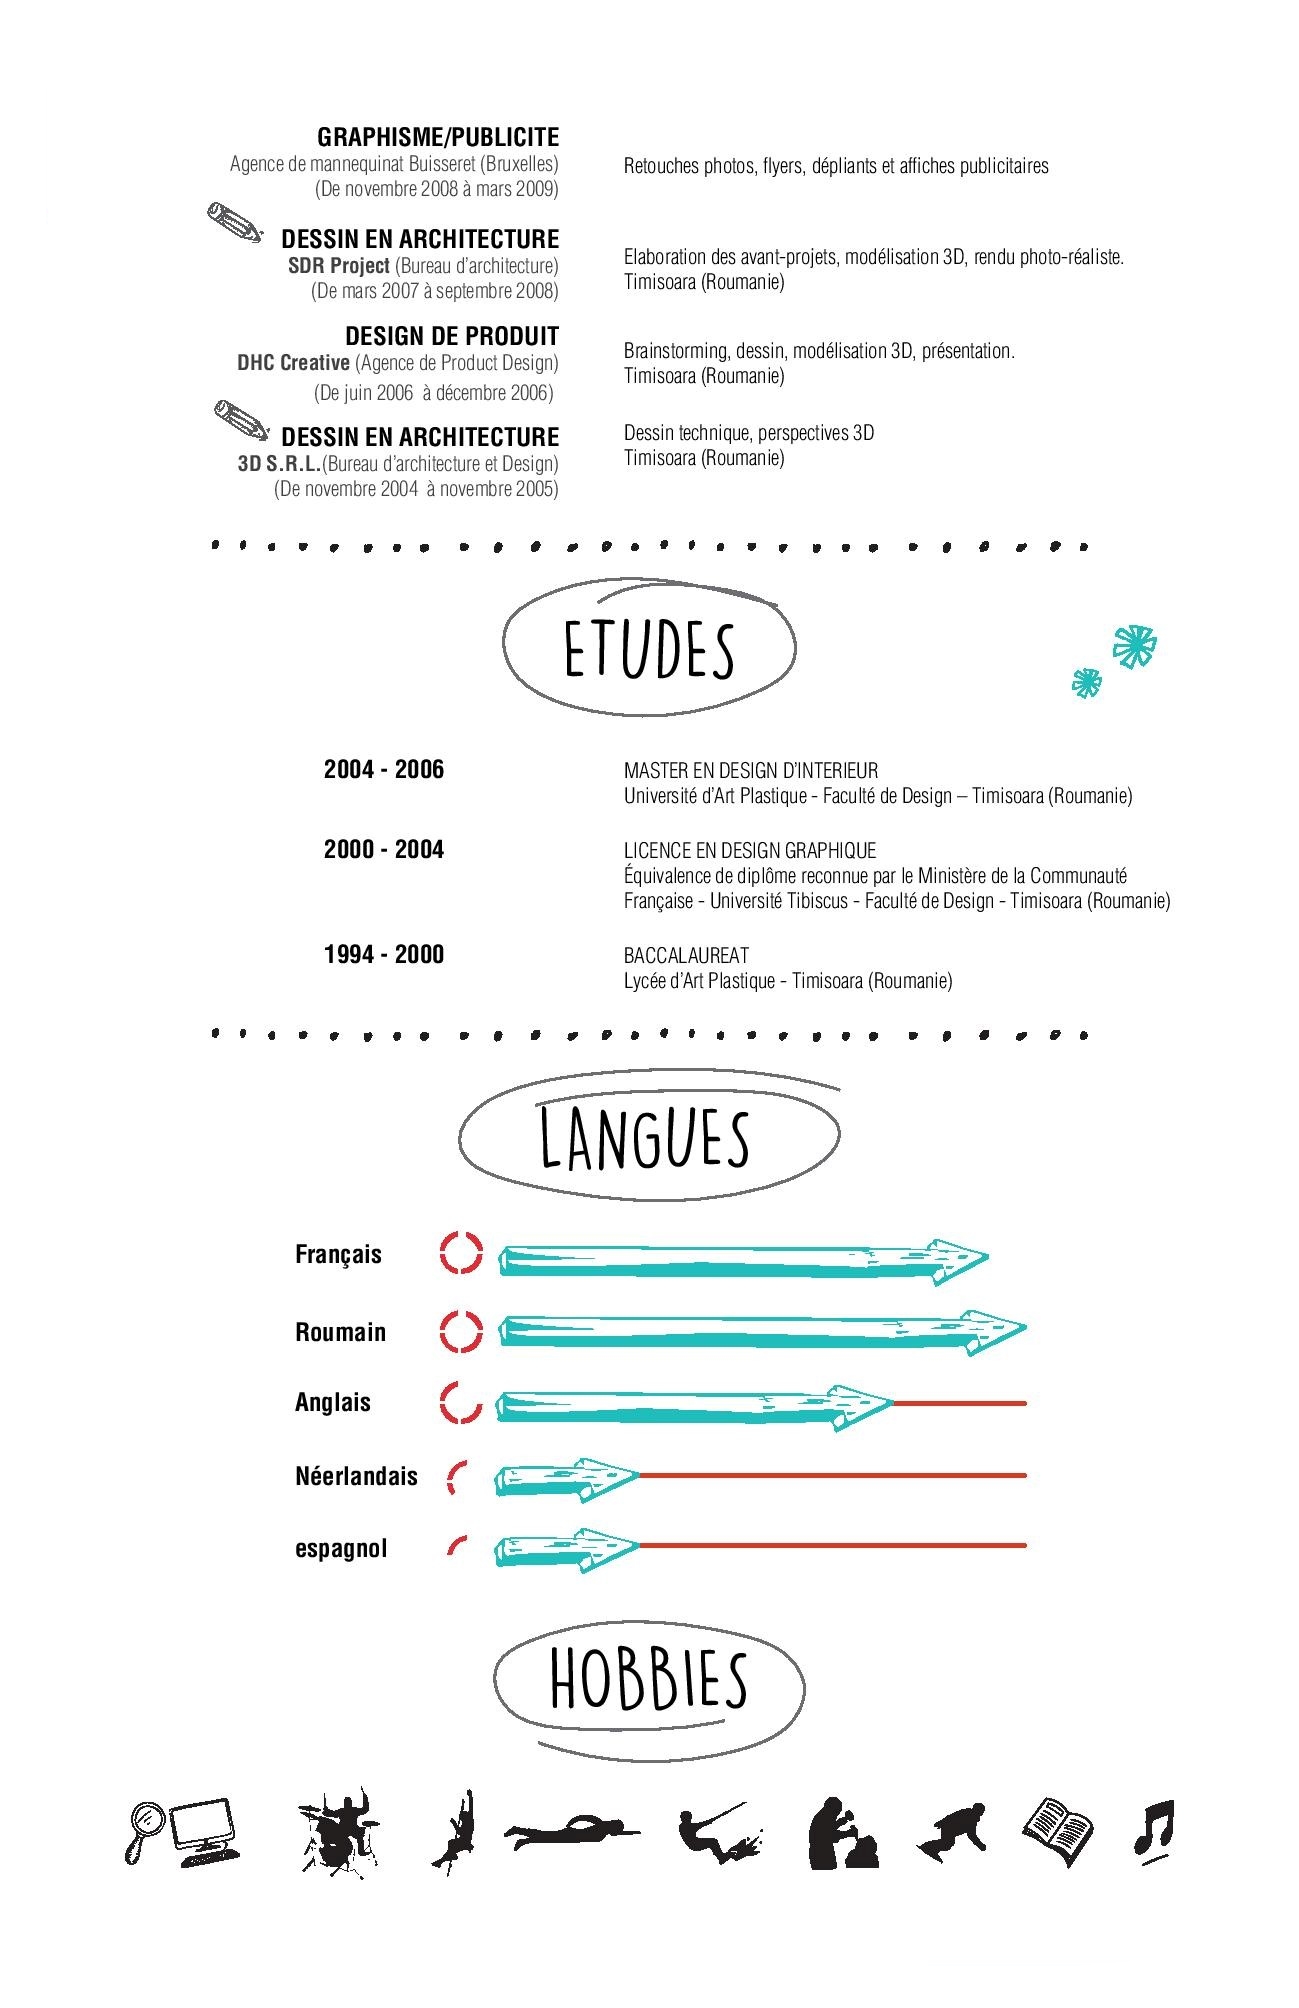 GRAPHISME/PUBLICITE
Agence de mannequinat Buisseret (Bruxelles)
(De novembre 2008 à mars 2009)
Retouches photos, flyers, dépliants et affiches publicitaires
DESSIN EN ARCHITECTURE
SDR Project (Bureau d'architecture)
(De mars 2007 à septembre 2008)
Elaboration des avant-projets, modélisation 3D, rendu photo-réaliste.
Timisoara (Roumanie)
DESIGN DE PRODUIT
DHC Creative (Agence de Product Design)
(De juin 2006 à décembre 2006)
Brainstorming, dessin, modélisation 3D, présentation.
Timisoara (Roumanie)
DESSIN EN ARCHITECTURE
3D S.R.L.(Bureau d'architecture et Design)
(De novembre 2004 à novembre 2005)
Dessin technique, perspectives 3D
Timisoara (Roumanie)
ETUDES
2004 - 2006
MASTER EN DESIGN D'INTERIEUR
Université d'Art Plastique - Faculté de Design – Timisoara (Roumanie)
2000 - 2004
LICENCE EN DESIGN GRAPHIQUE
Équivalence de diplôme reconnue par le Ministère de la Communauté
Française - Université Tibiscus - Faculté de Design - Timisoara (Roumanie)
1994 - 2000
BACCALAUREAT
Lycée d'Art Plastique - Timisoara (Roumanie)
LANGUES
Français
Roumain
Anglais
Néerlandais
espagnol
HOBBIES